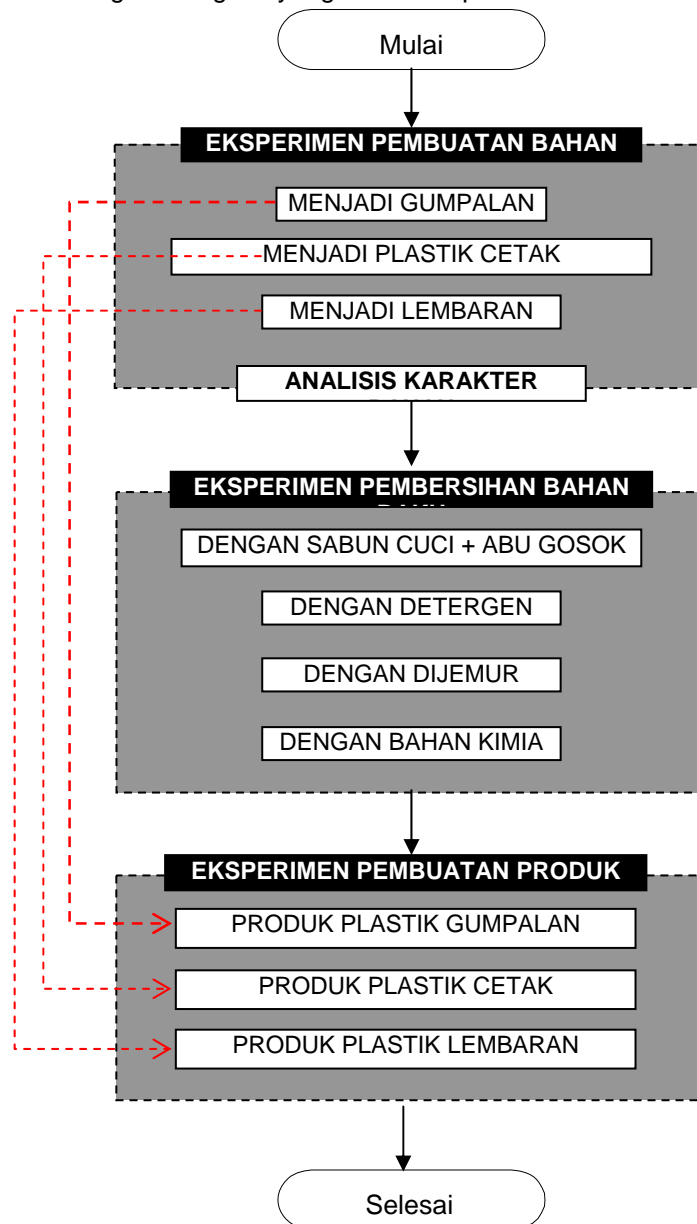 Mulai
EKSPERIMEN PEMBUATAN BAHAN
MENJADI GUMPALAN
MENJADI PLASTIK CETAK
MENJADI LEMBARAN
ANALISIS KARAKTER
EKSPERIMEN PEMBERSIHAN BAHAN
DENGAN SABUN CUCI + ABU GOSOK
DENGAN DETERGEN
DENGAN DIJEMUR
DENGAN BAHAN KIMIA
EKSPERIMEN PEMBUATAN PRODUK
PRODUK PLASTIK GUMPALAN
PRODUK PLASTIK CETAK
PRODUK PLASTIK LEMBARAN
Selesai